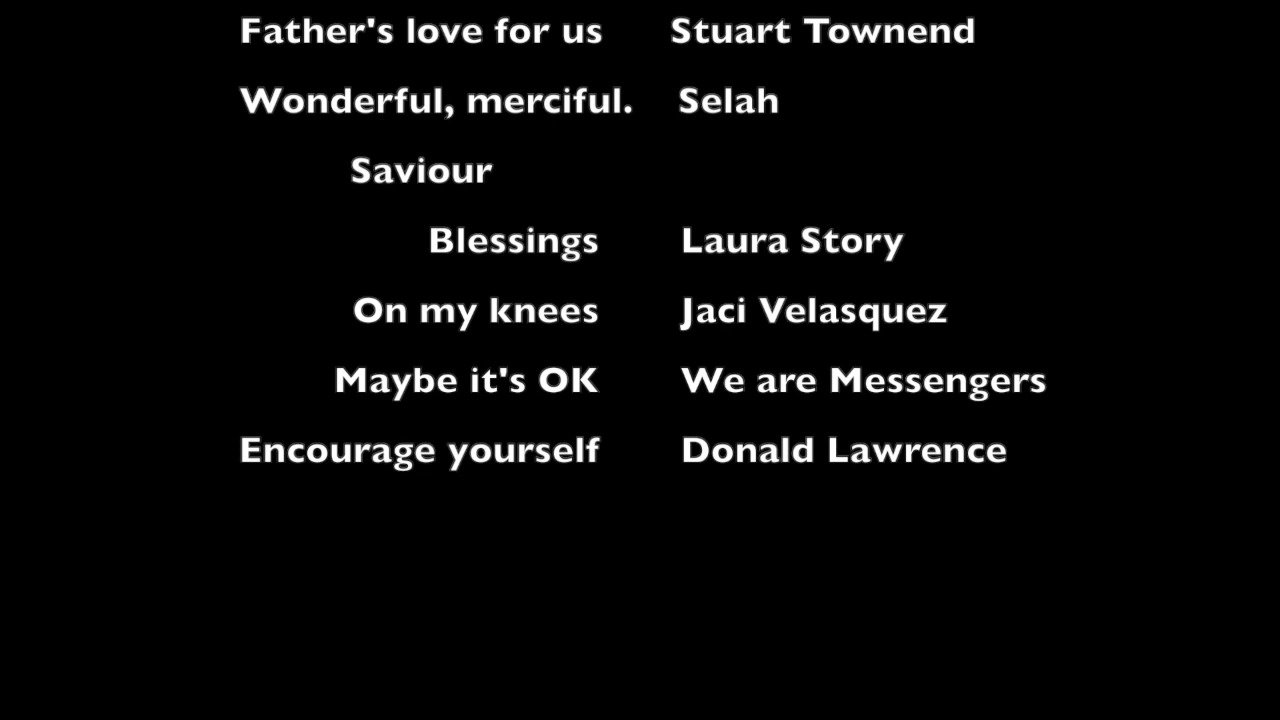 Father's love for us Stuart Townend
Wonderful, merciful. Selah
Saviour
Blessings Laura Story
On my knees Jaci Velasquez
Maybe it's OK We are Messengers
Encourage yourself Donald Lawrence